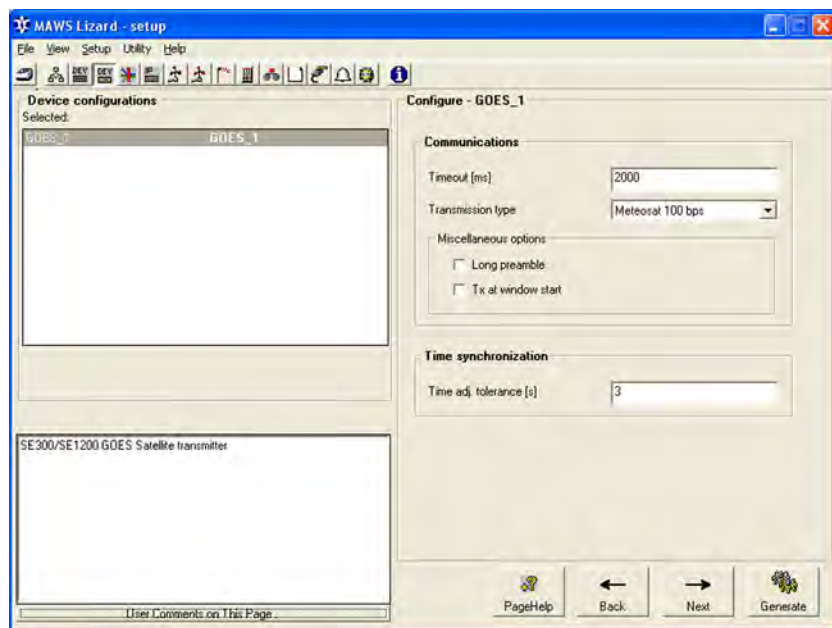 MAWS Lizard - setup
File View Setup Utility Help
Device configurations
Selected:
GOES_1 GOES_1
SE300/SE1200 GOES Satellite transmitter
User Comments on This Page .
Configure - GOES_1
Communications
Timeout [ms] 2000
Transmission type Meteosat 100 bps
Miscellaneous options
Long preamble
Tx at window start
Time synchronization
Time adj. tolerance [s] 3
PageHelp Back Next Generate